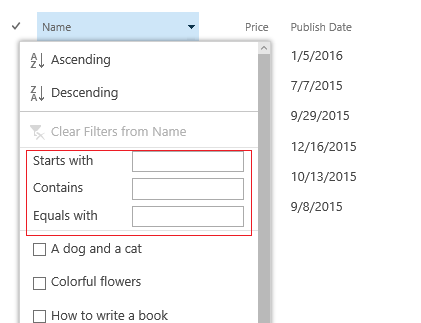 Name Price Publish Date
Ascending
1/5/2016
Descending
7/7/2015
9/29/2015
Clear Filters from Name
12/16/2015
Starts with
10/13/2015
Contains
9/8/2015
Equals with
A dog and a cat
Colorful flowers
How to write a book